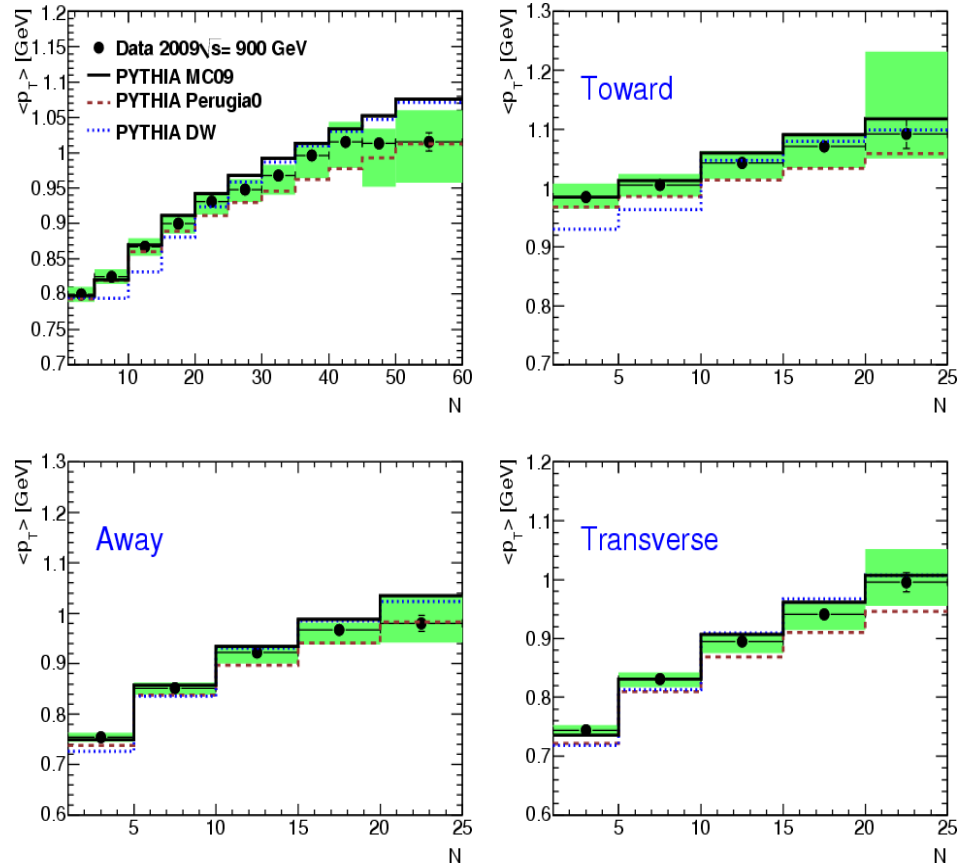 <p_T> [GeV]
1.2
1.15
1.1
1.05
1
0.95
0.9
0.85
0.8
0.75
0.7
Data 2009 √s= 900 GeV
PYTHIA MC09
PYTHIA Perugia0
PYTHIA DW
10 20 30 40 50 60
N
<p_T> [GeV]
1.3
1.2
1.1
1
0.9
0.8
0.7
Toward
5 10 15 20 25
N
<p_T> [GeV]
1.3
1.2
1.1
1
0.9
0.8
0.7
0.6
Away
5 10 15 20 25
N
<p_T> [GeV]
1.2
1.1
1
0.9
0.8
0.7
0.6
Transverse
5 10 15 20 25
N